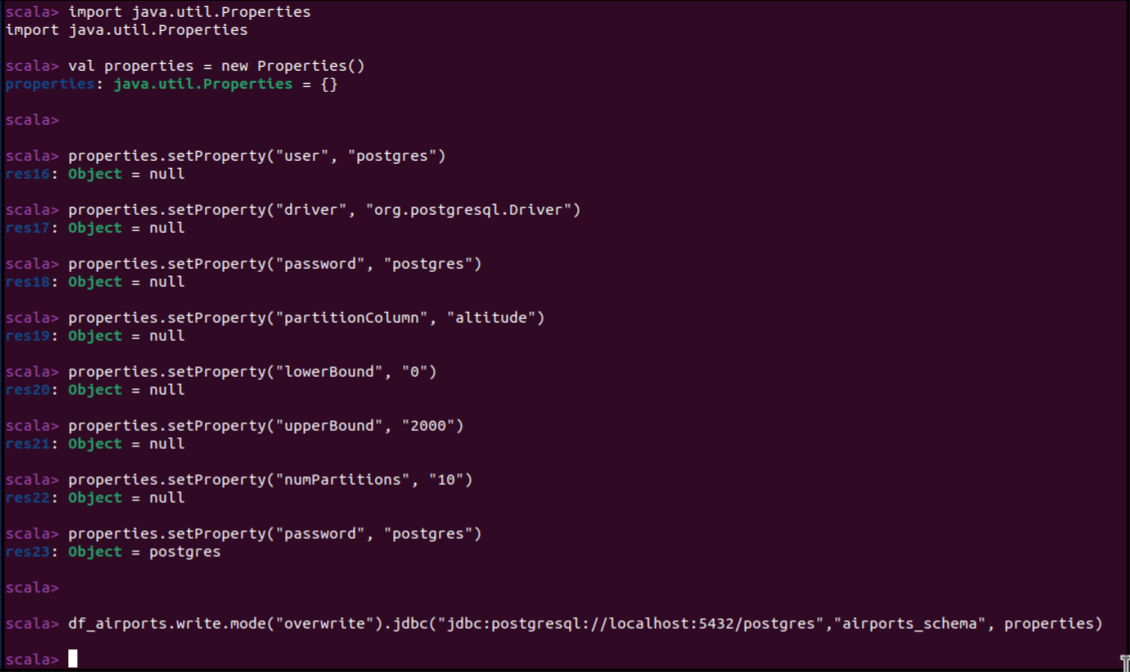 scala> import java.util.Properties
import java.util.Properties
scala> val properties = new Properties()
properties: java.util.Properties = {}
scala>
scala> properties.setProperty("user", "postgres")
res16: Object = null
scala> properties.setProperty("driver", "org.postgresql.Driver")
res17: Object = null
scala> properties.setProperty("password", "postgres")
res18: Object = null
scala> properties.setProperty("partitionColumn", "altitude")
res19: Object = null
scala> properties.setProperty("lowerBound", "0")
res20: Object = null
scala> properties.setProperty("upperBound", "2000")
res21: Object = null
scala> properties.setProperty("numPartitions", "10")
res22: Object = null
scala> properties.setProperty("password", "postgres")
res23: Object = postgres
scala>
scala> df_airports.write.mode("overwrite").jdbc("jdbc:postgresql://localhost:5432/postgres","airports_schema", properties)
scala>